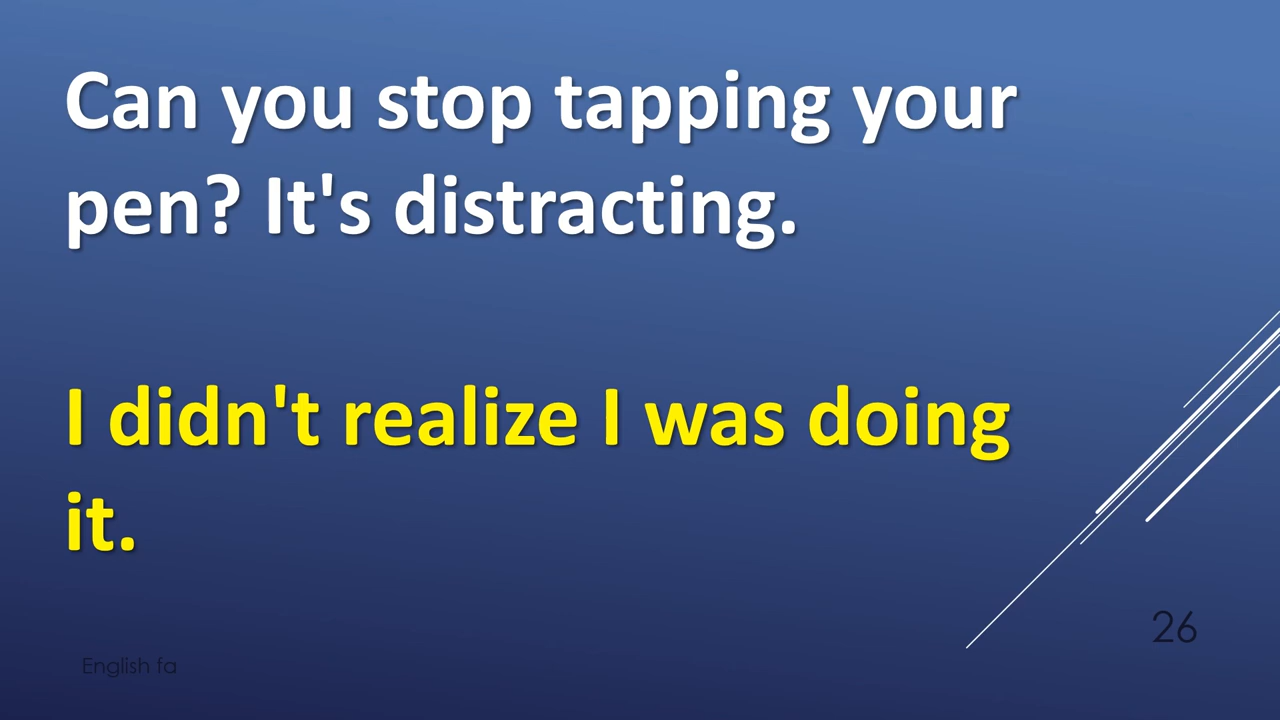 Can you stop tapping your
pen? It's distracting.
I didn't realize I was doing
it.
26
English fa